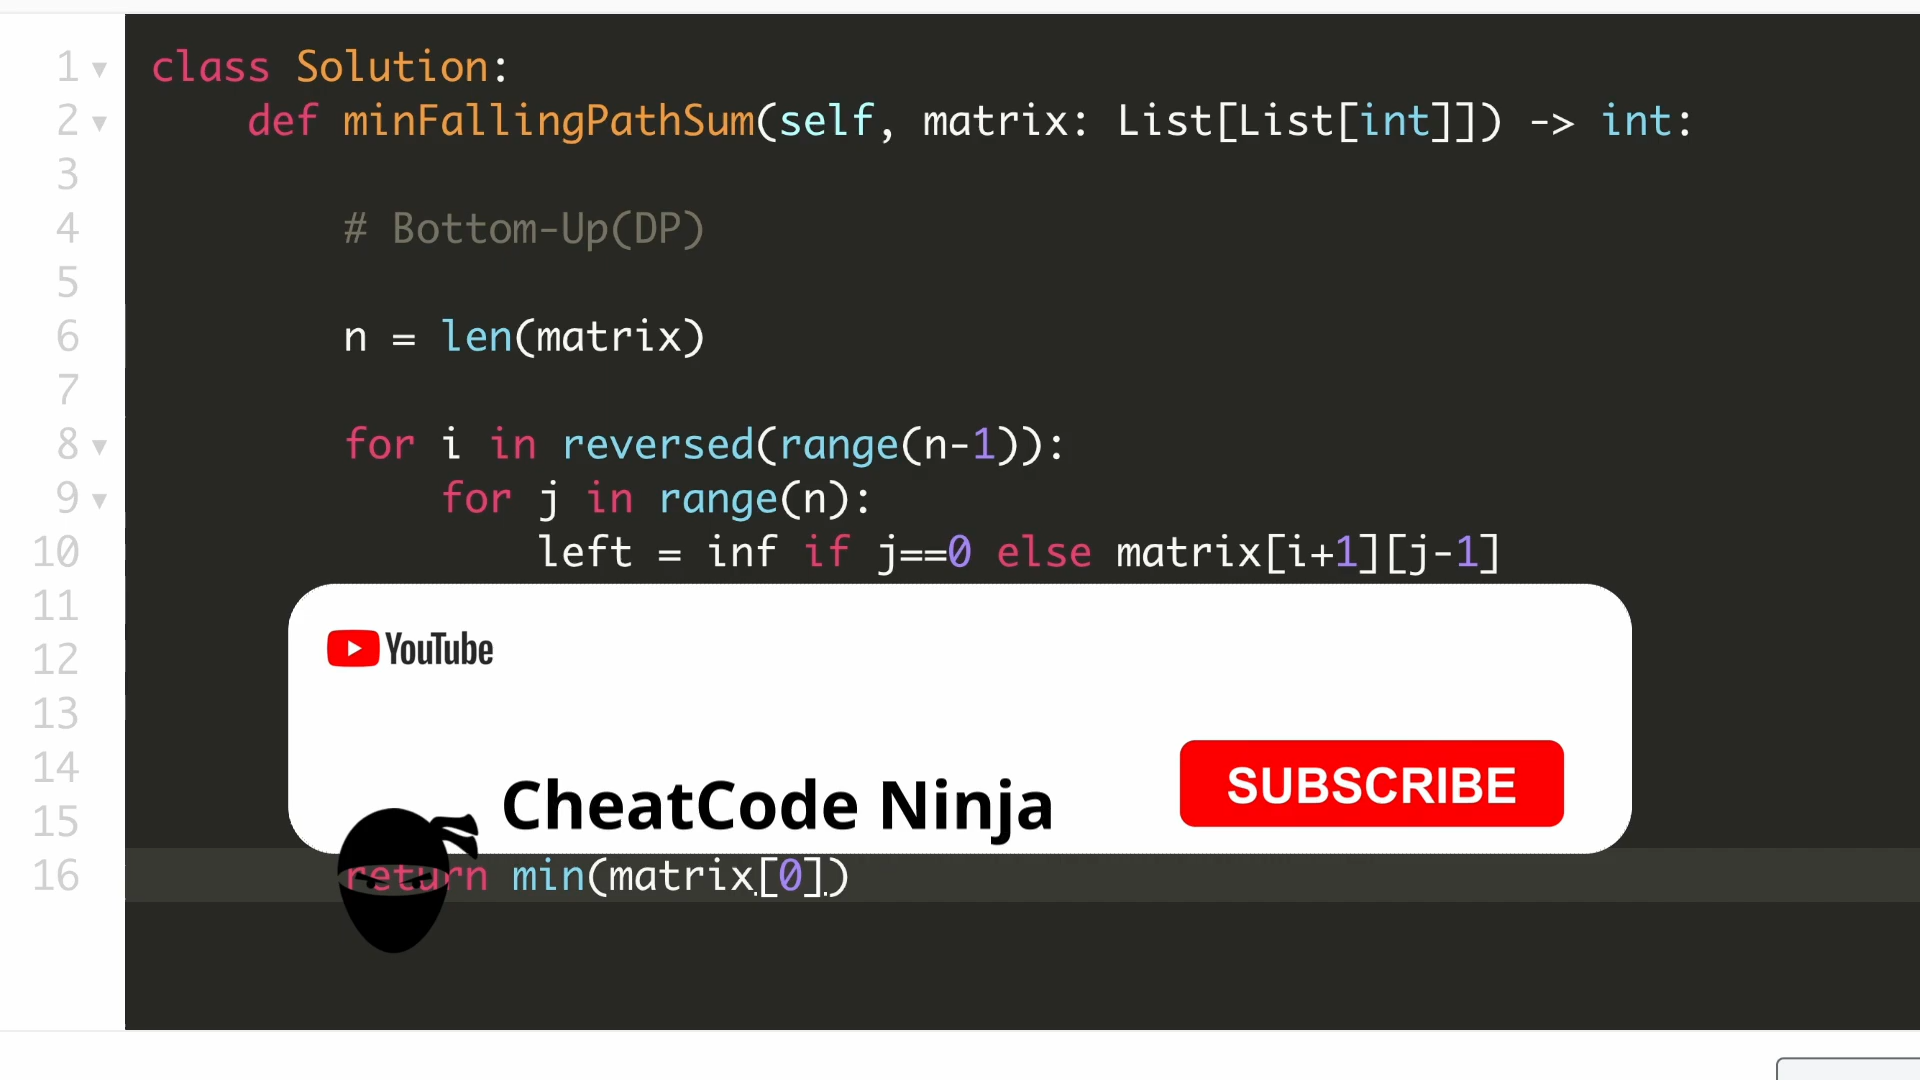 1 class Solution:
2 def minFallingPathSum(self, matrix: List[List[int]]) -> int:
3
4 # Bottom-Up(DP)
5
6 n = len(matrix)
7
8 for i in reversed(range(n-1)):
9 for j in range(n):
10 left = inf if j==0 else matrix[i+1][j-1]
11
12 YouTube
13
14 CheatCode Ninja SUBSCRIBE
15
16 return min(matrix[0])